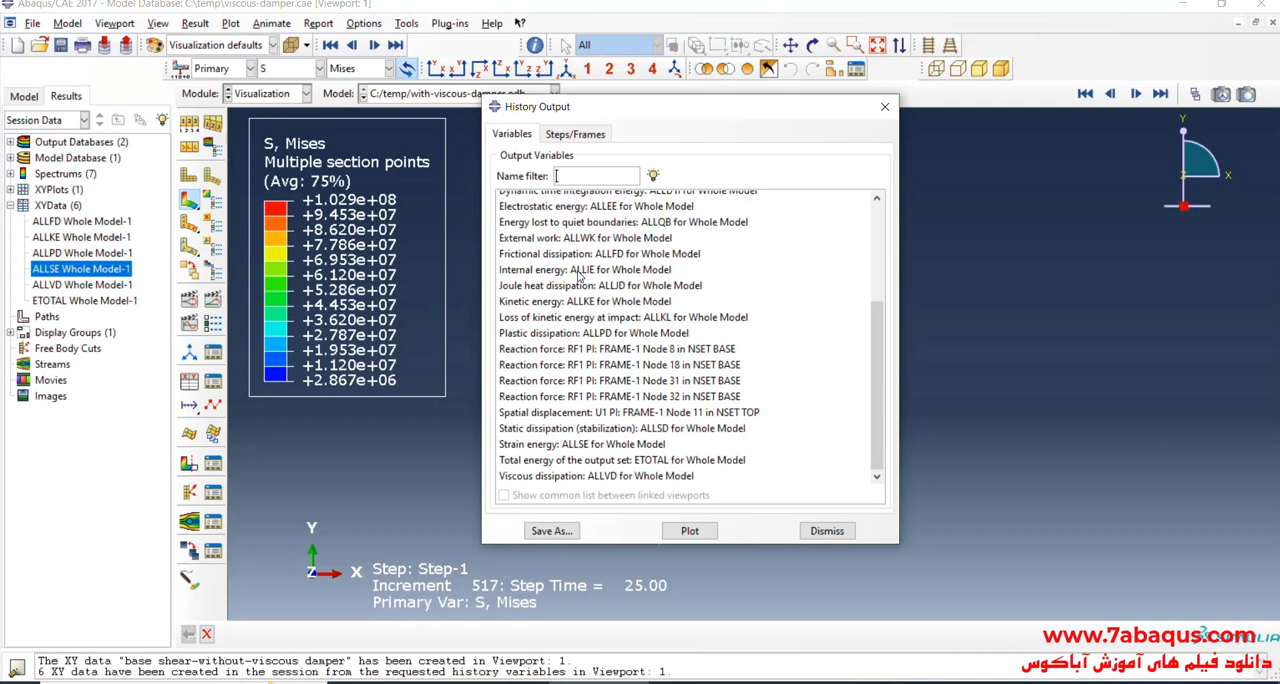 Abaqus/CAE 2017 - Model Database: C:\temp\viscous-damper.cae [Viewport: 1]
File Model Viewport View Result Plot Animate Report Options Tools Plug-ins Help
Visualization defaults All
Primary S Mises 1 2 3 4
Model Results Module: Visualization Model: C:/temp/with-viscous-damper.odb
Session Data
Output Databases (2)
Model Database (1)
Spectrums (7)
XYPlots (1)
XYData (6)
ALLFD Whole Model-1
ALLKE Whole Model-1
ALLPD Whole Model-1
ALLSE Whole Model-1
ALLVD Whole Model-1
ETOTAL Whole Model-1
Paths
Display Groups (1)
Free Body Cuts
Streams
Movies
Images
S, Mises
Multiple section points
(Avg: 75%)
+1.029e+08
+9.453e+07
+8.620e+07
+7.786e+07
+6.953e+07
+6.120e+07
+5.286e+07
+4.453e+07
+3.620e+07
+2.787e+07
+1.953e+07
+1.120e+07
+2.867e+06
History Output
Variables Steps/Frames
Output Variables
Name filter:
Dynamic time integration energy: ALLDTI for Whole Model
Electrostatic energy: ALLEE for Whole Model
Energy lost to quiet boundaries: ALLQB for Whole Model
External work: ALLWK for Whole Model
Frictional dissipation: ALLFD for Whole Model
Internal energy: ALLIE for Whole Model
Joule heat dissipation: ALLJD for Whole Model
Kinetic energy: ALLKE for Whole Model
Loss of kinetic energy at impact: ALLKL for Whole Model
Plastic dissipation: ALLPD for Whole Model
Reaction force: RF1 PI: FRAME-1 Node 8 in NSET BASE
Reaction force: RF1 PI: FRAME-1 Node 18 in NSET BASE
Reaction force: RF1 PI: FRAME-1 Node 31 in NSET BASE
Reaction force: RF1 PI: FRAME-1 Node 32 in NSET BASE
Spatial displacement: U1 PI: FRAME-1 Node 11 in NSET TOP
Static dissipation (stabilization): ALLSD for Whole Model
Strain energy: ALLSE for Whole Model
Total energy of the output set: ETOTAL for Whole Model
Viscous dissipation: ALLVD for Whole Model
Show common list between linked viewports
Save As... Plot Dismiss
Y
Z X
Y
Z X
Step: Step-1
Increment 517: Step Time = 25.00
Primary Var: S, Mises
www.7abaqus.com
دانلود فیلم های آموزش آباکوس
The XY data "base shear-without-viscous damper" has been created in Viewport: 1.
6 XY data have been created in the session from the requested history variables in Viewport: 1.